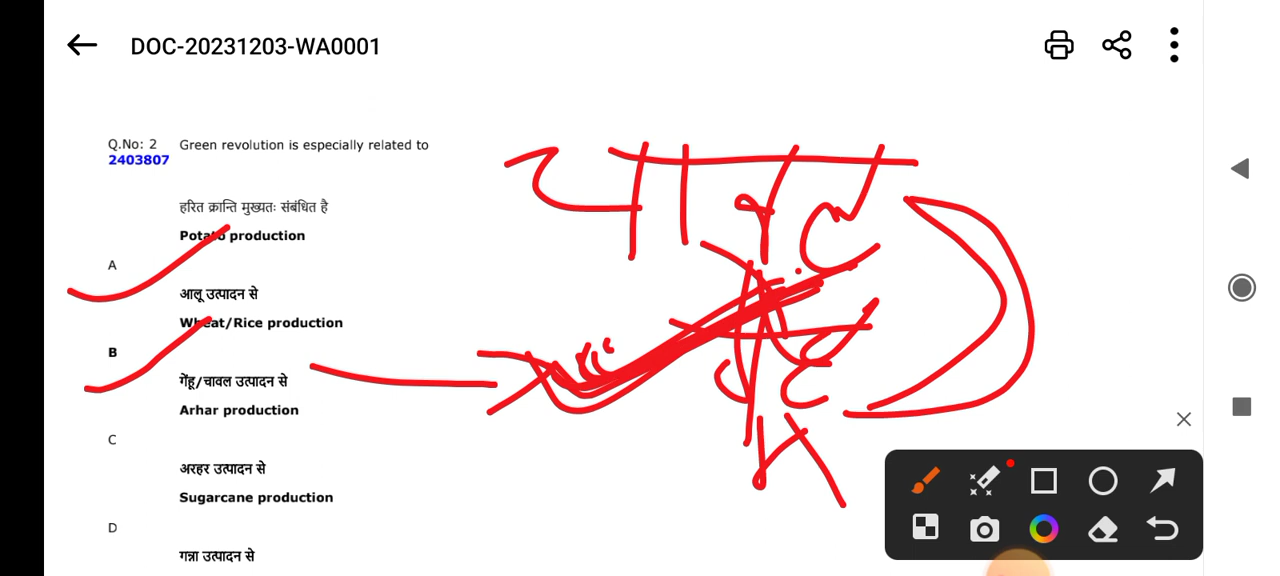 DOC-20231203-WA0001
Q.No: 2 Green revolution is especially related to
2403807
हरित क्रान्ति मुख्यतः संबंधित है
Potato production
A
आलू उत्पादन से
Wheat/Rice production
B
गेंहू/चावल उत्पादन से
Arhar production
C
अरहर उत्पादन से
Sugarcane production
D
गन्ना उत्पादन से